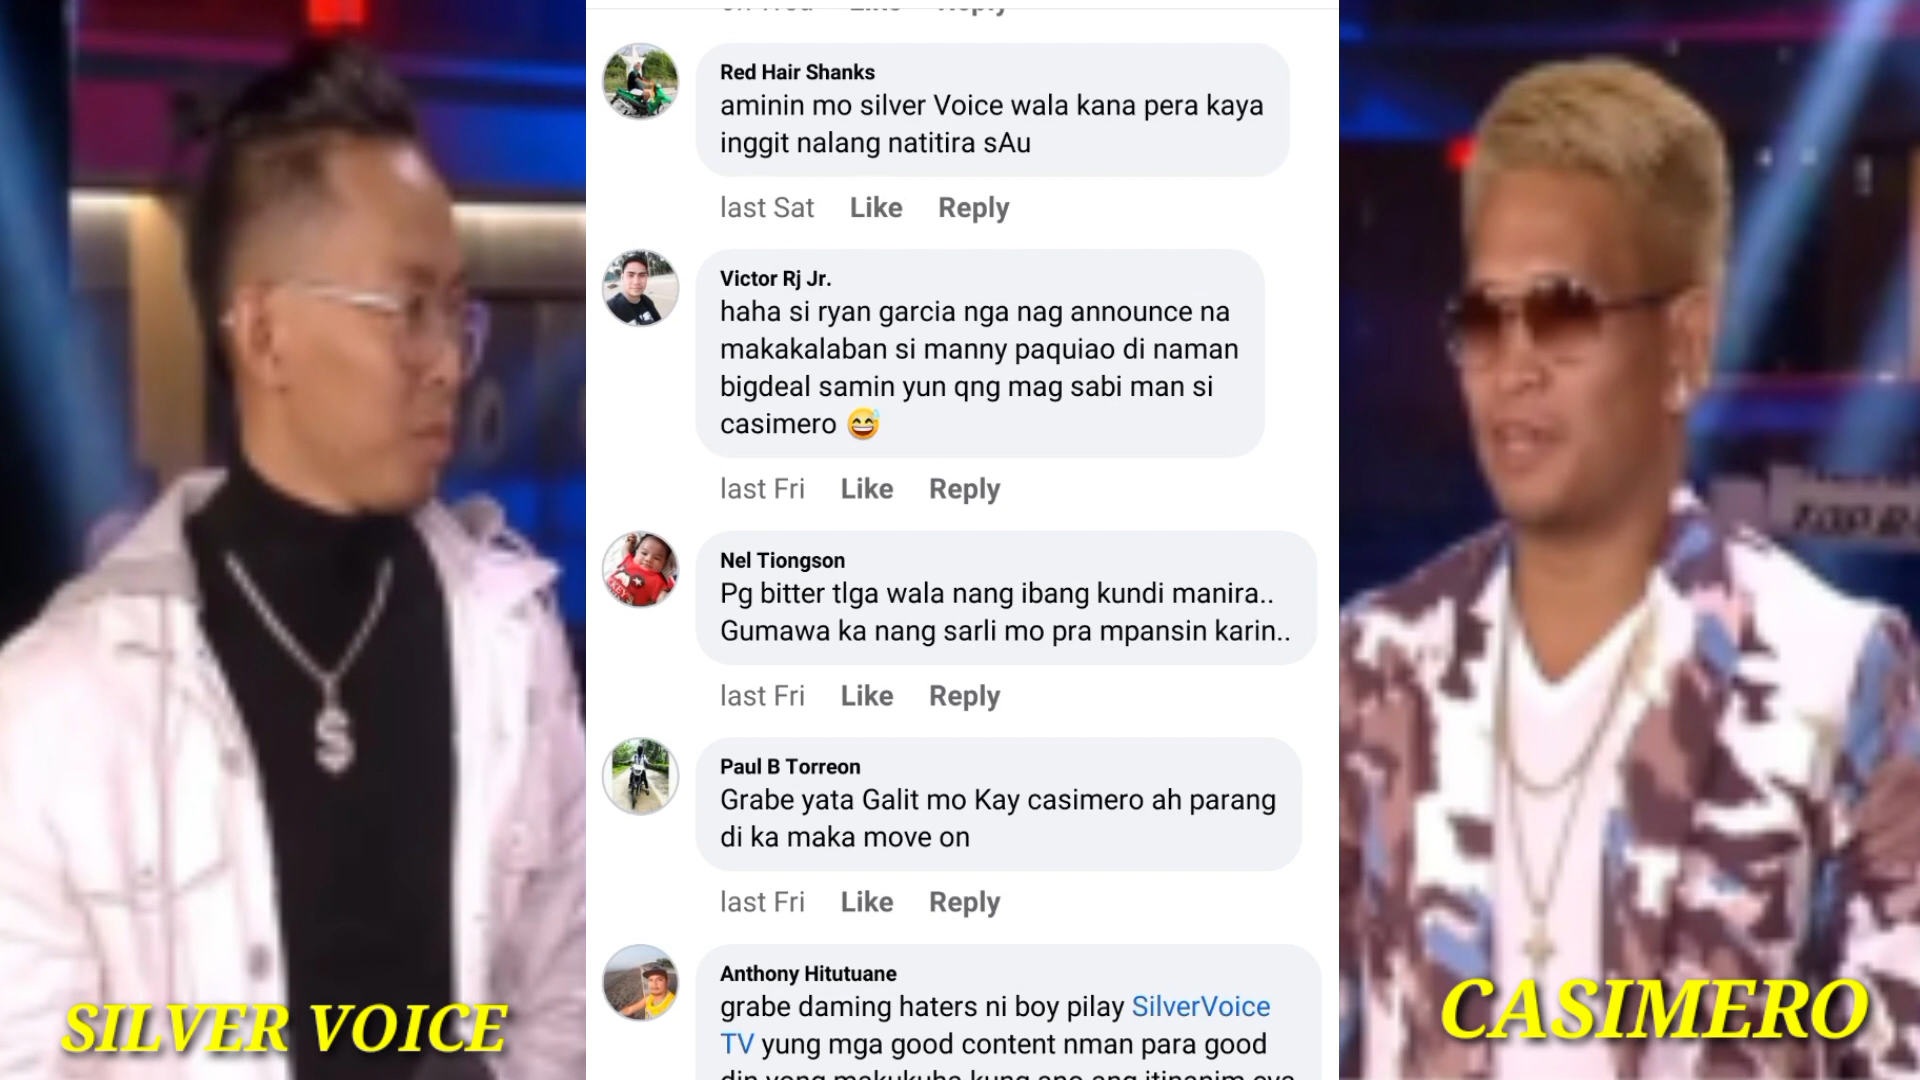 Red Hair Shanks
aminin mo silver Voice wala kana pera kaya
inggit nalang natitira sAu
last Sat Like Reply
Victor Rj Jr.
haha si ryan garcia nga nag announce na
makakalaban si manny paquiao di naman
bigdeal samin yun qng mag sabi man si
casimero 😅
last Fri Like Reply
Nel Tiongson
Pg bitter tlga wala nang ibang kundi manira..
Gumawa ka nang sarli mo pra mpansin karin..
last Fri Like Reply
Paul B Torreon
Grabe yata Galit mo Kay casimero ah parang
di ka maka move on
last Fri Like Reply
Anthony Hitutuane
grabe daming haters ni boy pilay SilverVoice
TV yung mga good content nman para good
SILVER VOICE
CASIMERO